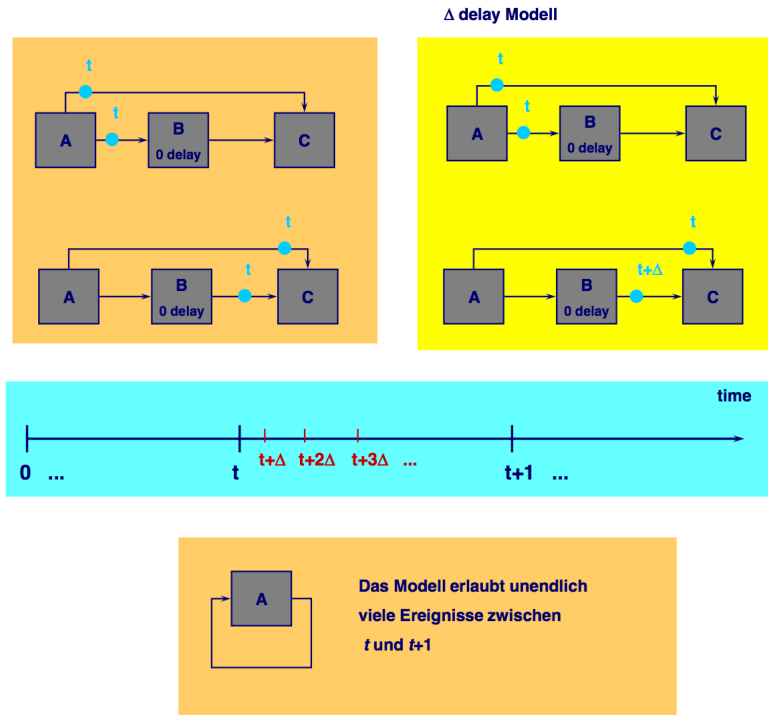 Δ delay Modell
t
t
A
B
0 delay
C
t
t
A
B
0 delay
C
t
t
A
B
0 delay
C
t
t+Δ
A
B
0 delay
C
time
0 ... t t+Δ t+2Δ t+3Δ ... t+1 ...
A
Das Modell erlaubt unendlich
viele Ereignisse zwischen
t und t+1